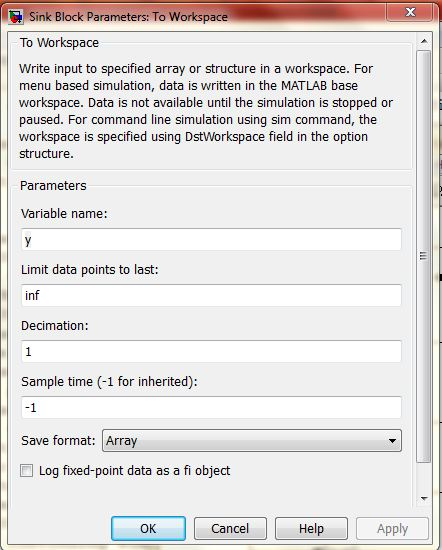 Sink Block Parameters: To Workspace
To Workspace
Write input to specified array or structure in a workspace. For
menu based simulation, data is written in the MATLAB base
workspace. Data is not available until the simulation is stopped or
paused. For command line simulation using sim command, the
workspace is specified using DstWorkspace field in the option
structure.
Parameters
Variable name:
y
Limit data points to last:
inf
Decimation:
1
Sample time (-1 for inherited):
-1
Save format: Array
Log fixed-point data as a fi object
OK Cancel Help Apply